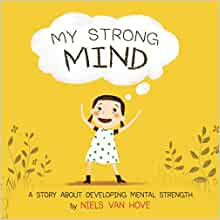 MY STRONG
MIND
A STORY ABOUT DEVELOPING MENTAL STRENGTH
by NIELS VAN HOVE